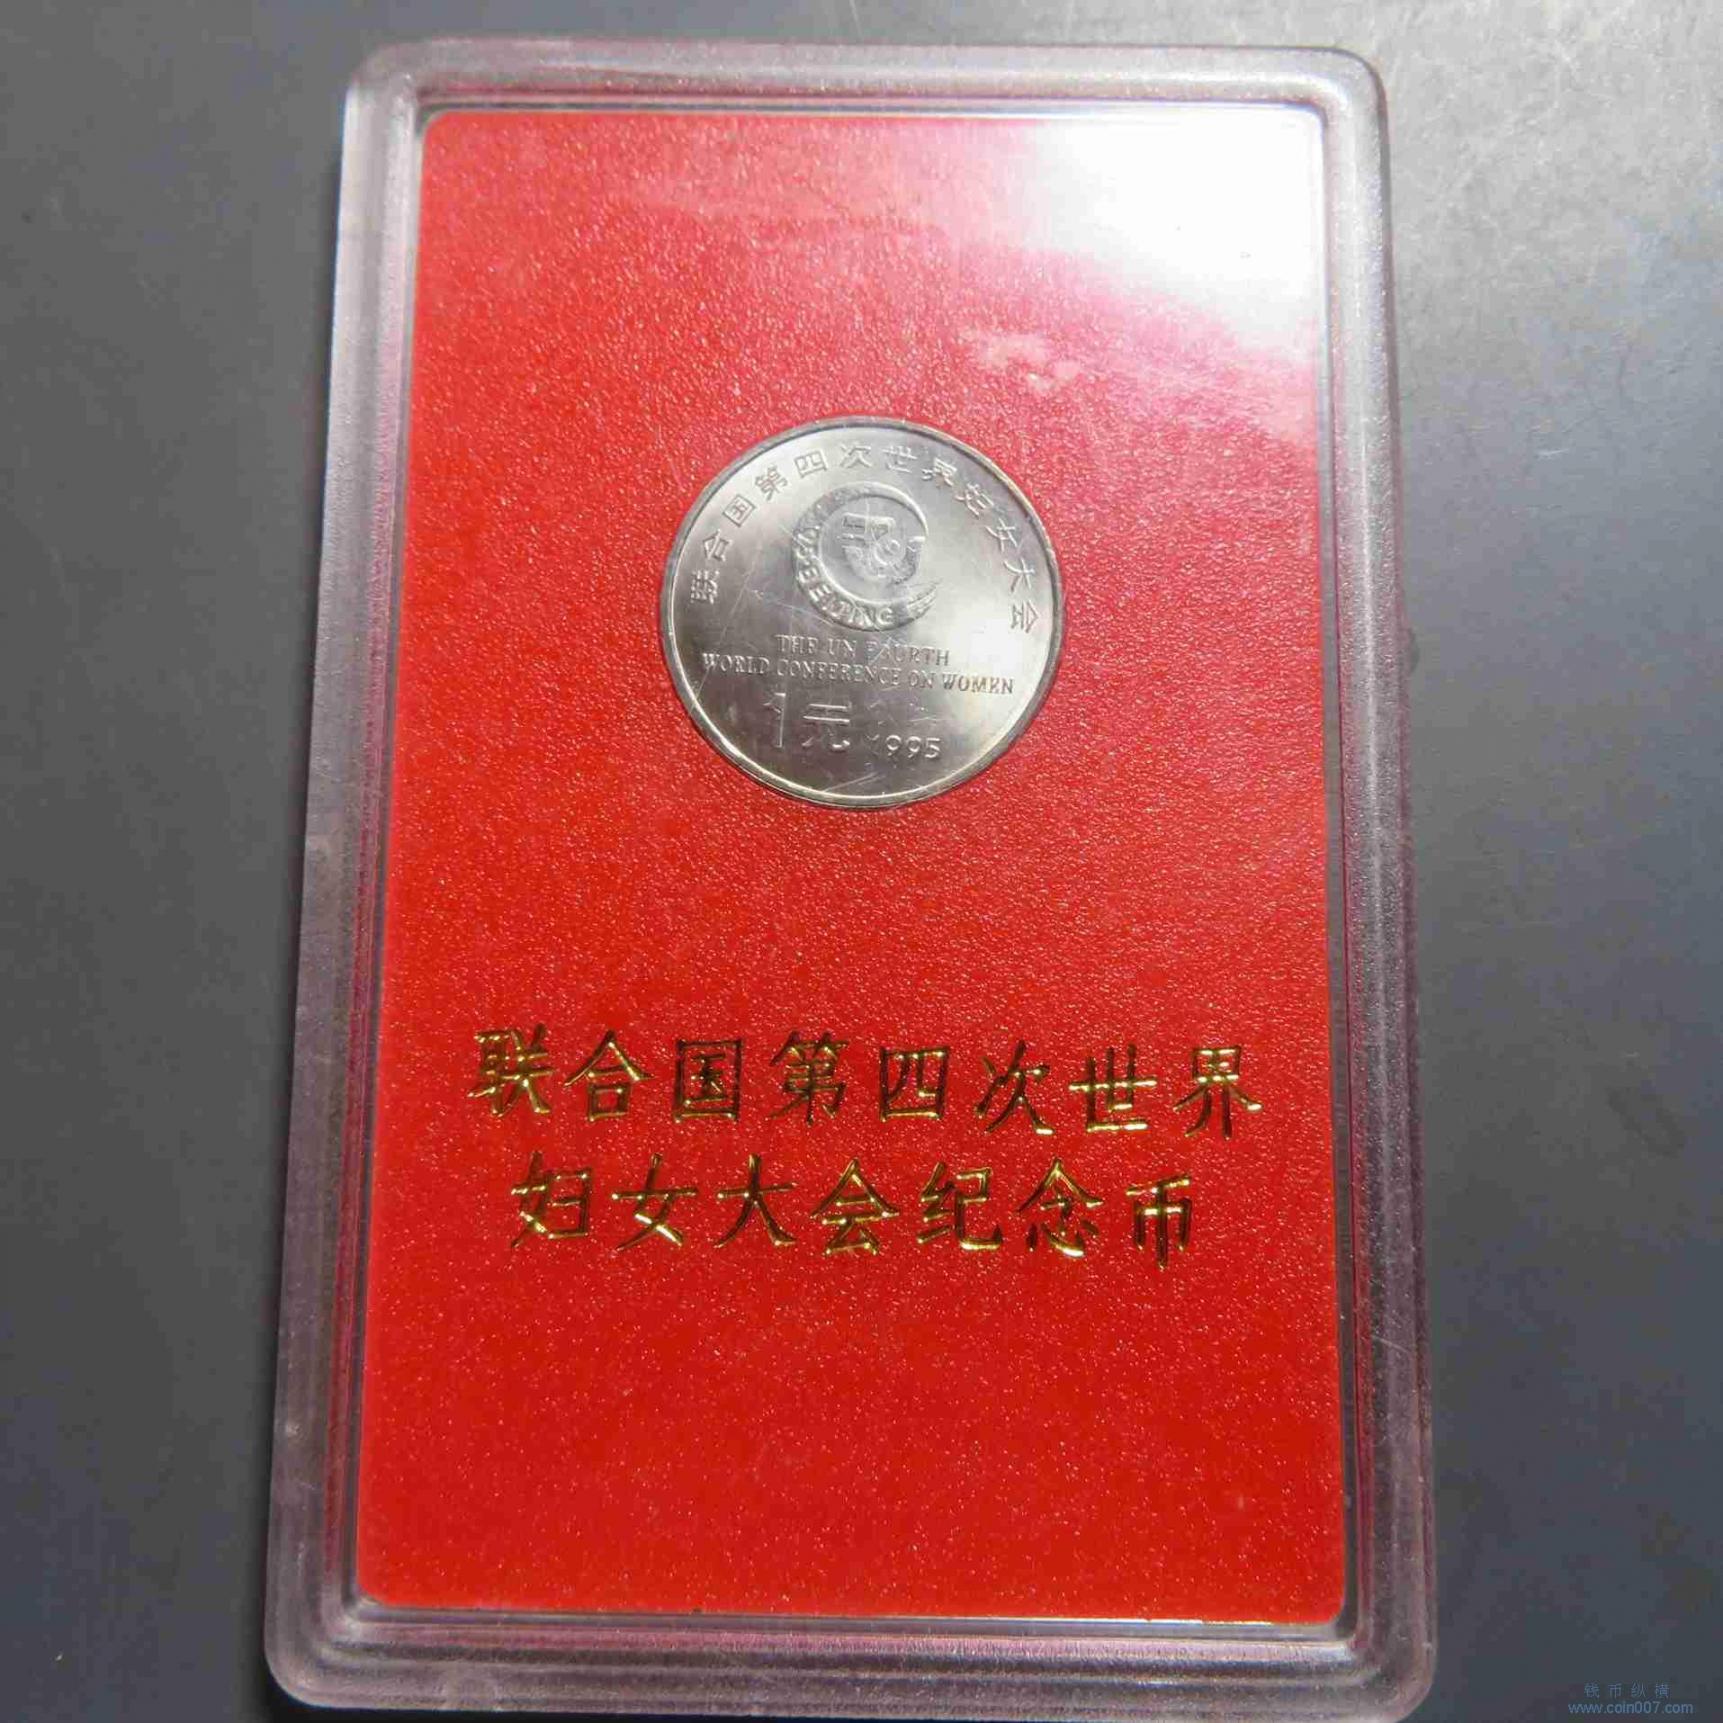 联合国第四次世界妇女大会
'95·BEIJING
THE UN FOURTH
WORLD CONFERENCE ON WOMEN
1元 1995
联合国第四次世界
妇女大会纪念币
钱币纵横
www.coin007.com